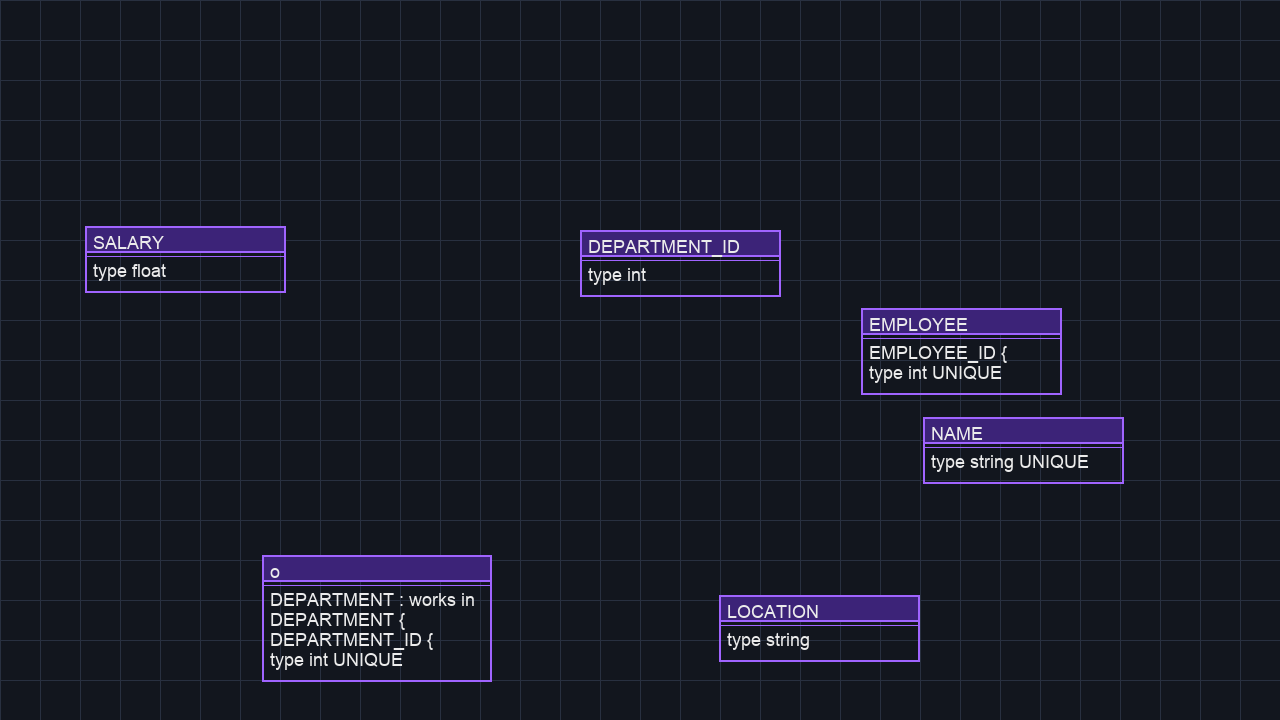 SALARY
type float
DEPARTMENT_ID
type int
EMPLOYEE
EMPLOYEE_ID {
type int UNIQUE
NAME
type string UNIQUE
o
DEPARTMENT : works in
DEPARTMENT {
DEPARTMENT_ID {
type int UNIQUE
LOCATION
type string